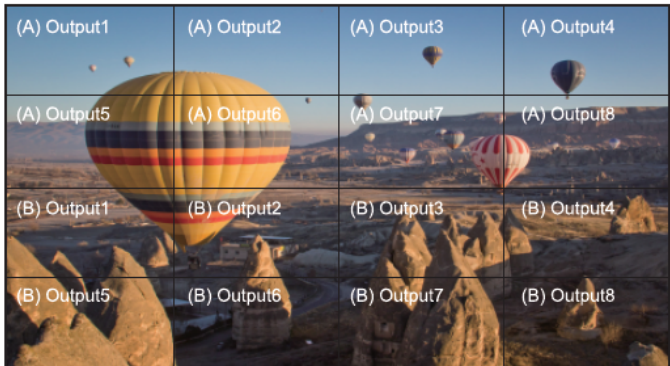 (A) Output1 (A) Output2 (A) Output3 (A) Output4
(A) Output5 (A) Output6 (A) Output7 (A) Output8
(B) Output1 (B) Output2 (B) Output3 (B) Output4
(B) Output5 (B) Output6 (B) Output7 (B) Output8